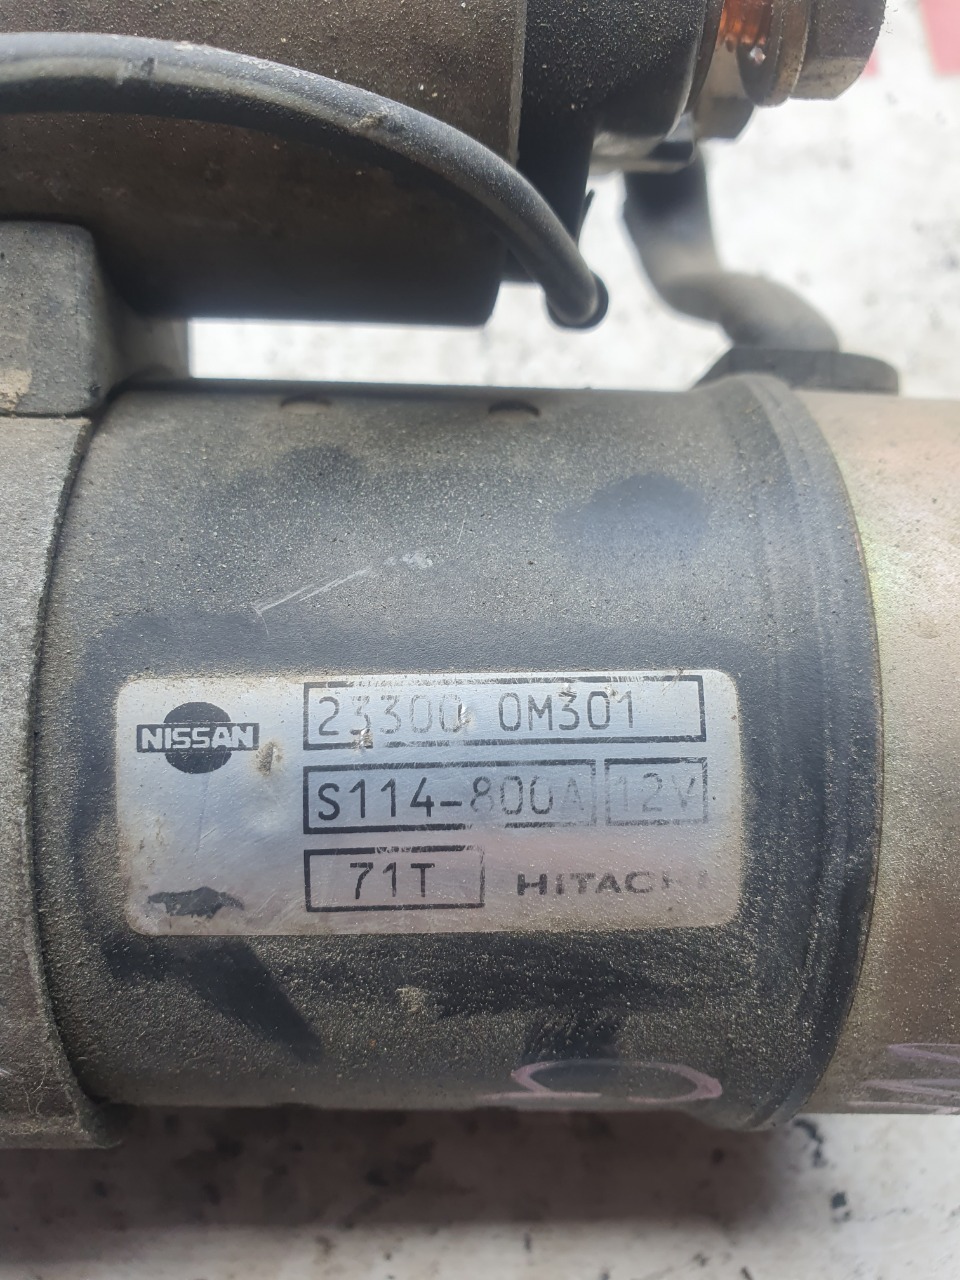 NISSAN
23300 0M301
S114-800A 12V
71T HITACHI